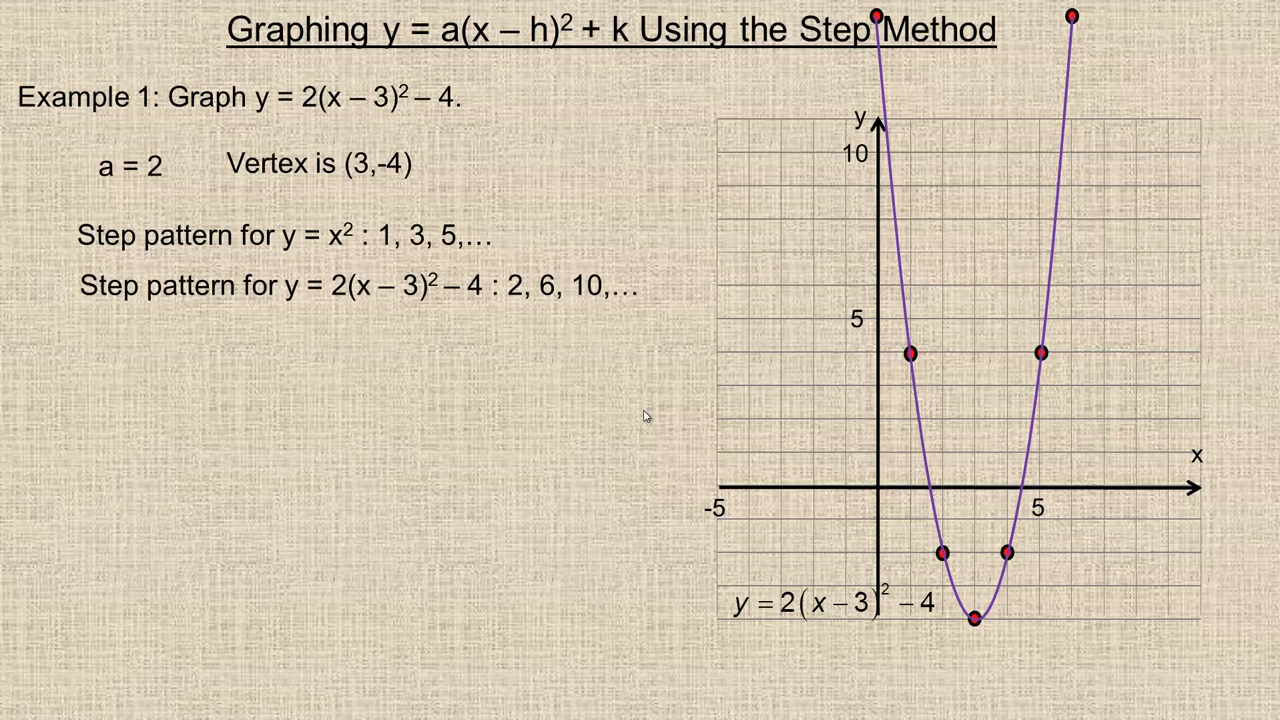 Graphing y = a(x – h)² + k Using the Step Method
Example 1: Graph y = 2(x – 3)² – 4.
a = 2 Vertex is (3,-4)
Step pattern for y = x² : 1, 3, 5,…
Step pattern for y = 2(x – 3)² – 4 : 2, 6, 10,…
y
10
5
x
-5 5
y = 2(x – 3)² – 4